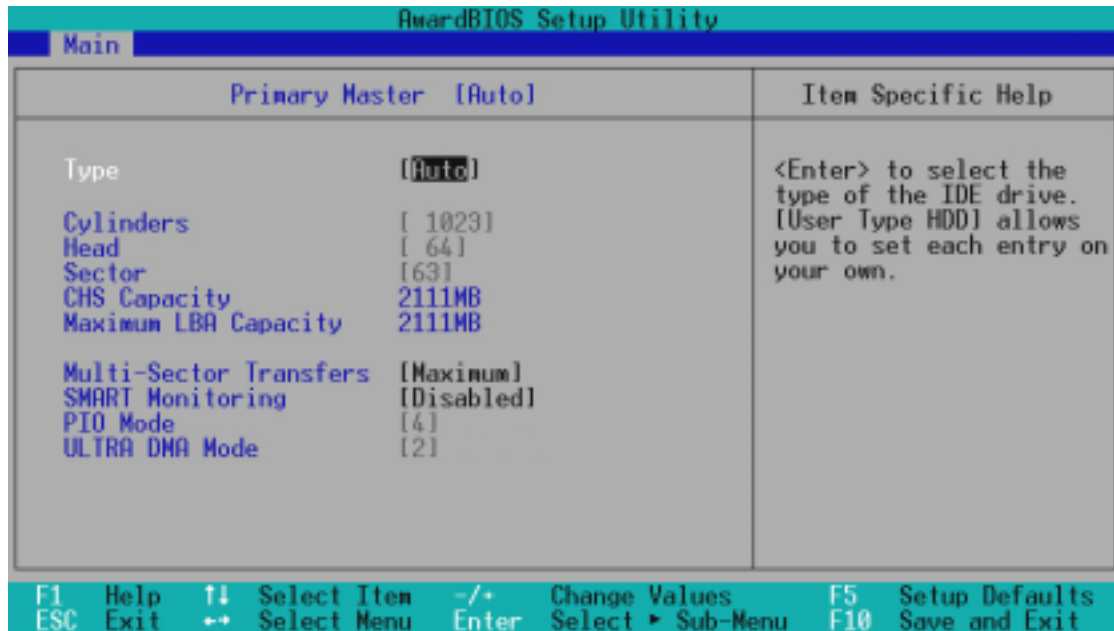 AwardBIOS Setup Utility
Main
Primary Master [Auto]
Item Specific Help
Type [Auto]
Cylinders [ 1023]
Head [ 64]
Sector [63]
CHS Capacity 2111MB
Maximum LBA Capacity 2111MB
Multi-Sector Transfers [Maximum]
SMART Monitoring [Disabled]
PIO Mode [4]
ULTRA DMA Mode [2]
<Enter> to select the
type of the IDE drive.
[User Type HDD] allows
you to set each entry on
your own.
F1 Help ↑↓ Select Item -/+ Change Values F5 Setup Defaults
ESC Exit ←→ Select Menu Enter Select ► Sub-Menu F10 Save and Exit